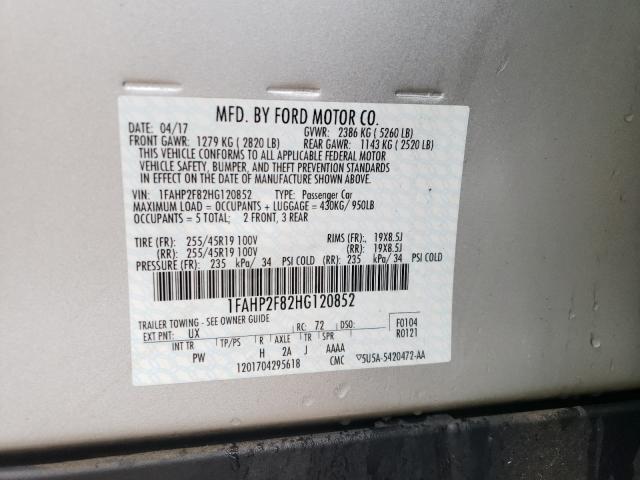 MFD. BY FORD MOTOR CO.
DATE: 04/17 GVWR: 2386 KG ( 5260 LB)
FRONT GAWR: 1279 KG ( 2820 LB) REAR GAWR: 1143 KG ( 2520 LB)
THIS VEHICLE CONFORMS TO ALL APPLICABLE FEDERAL MOTOR
VEHICLE SAFETY, BUMPER, AND THEFT PREVENTION STANDARDS
IN EFFECT ON THE DATE OF MANUFACTURE SHOWN ABOVE.
VIN: 1FAHP2F82HG120852 TYPE: Passenger Car
MAXIMUM LOAD = OCCUPANTS + LUGGAGE = 430KG/ 950LB
OCCUPANTS = 5 TOTAL; 2 FRONT, 3 REAR
TIRE (FR): 255/45R19 100V RIMS (FR): 19X8.5J
(RR): 255/45R19 100V (RR): 19X8.5J
PRESSURE (FR): 235 kPa/ 34 PSI COLD (RR): 235 kPa/ 34 PSI COLD
1FAHP2F82HG120852
TRAILER TOWING - SEE OWNER GUIDE
EXT PNT: UX RC: 72 DSO: F0104
R0121
INT TR TP/PS R AXLE TR SPR
PW H 2A J AAAA
1201704295618 CMC 5U5A-5420472-AA